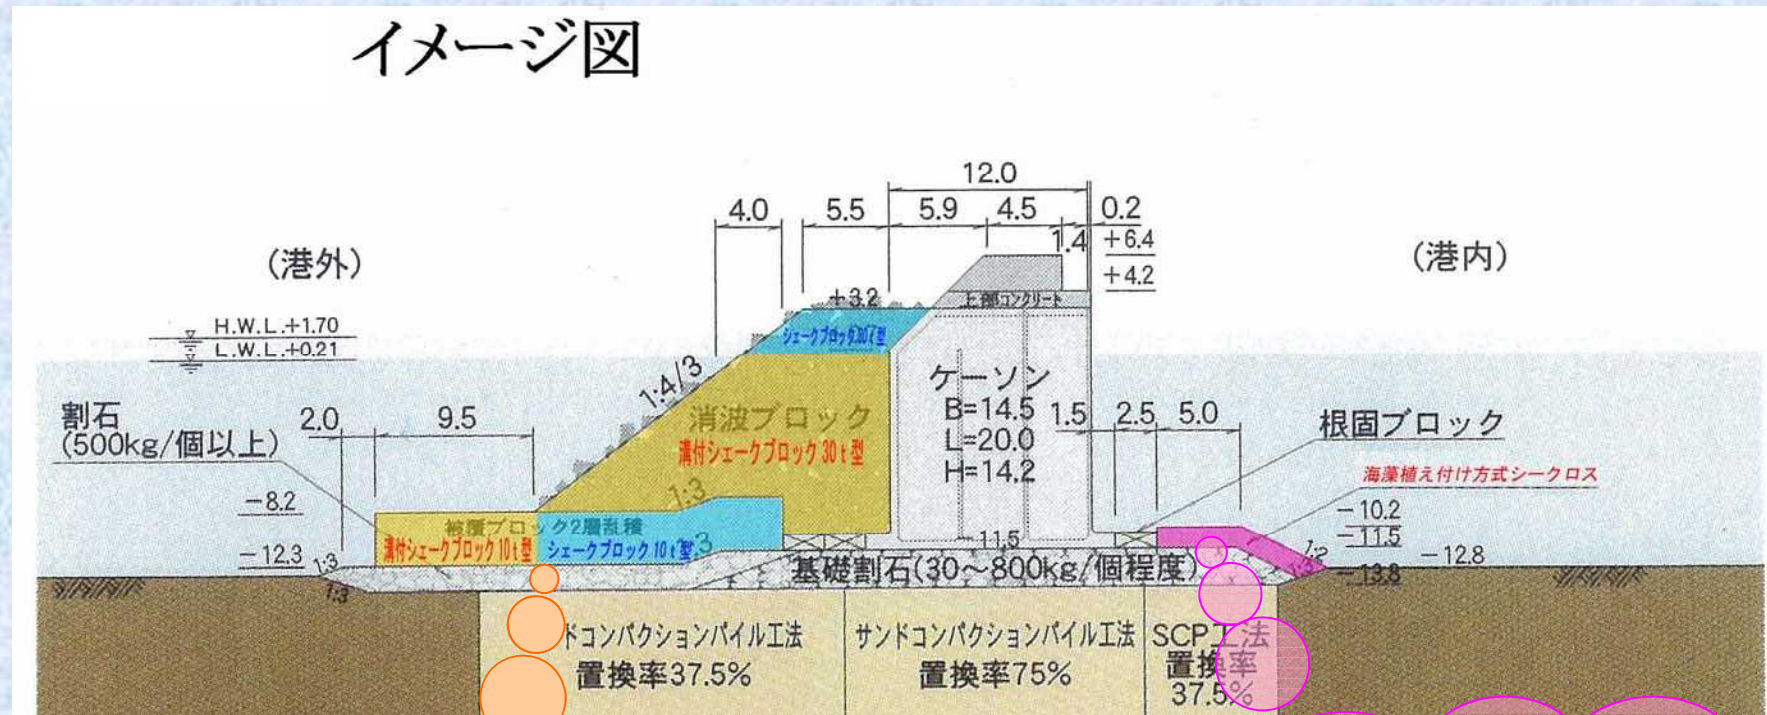 イメージ図
12.0
4.0
5.5
5.9
4.5
0.2
1.4
+6.4
+4.2
(港外)
(港内)
+3.2
上部コンクリート
H.W.L.+1.70
L.W.L.+0.21
1:4/3
ケーソン
B=14.5
L=20.0
H=14.2
消波ブロック
溝付シェークブロック30t型
割石
(500kg/個以上)
2.0
9.5
1.5
2.5
5.0
根固ブロック
海藻植え付け方式シークロス
-8.2
-12.3
1:3
1:3
1:3
被覆ブロック2層乱積
溝付シェークブロック10t型
シェークブロック10t型
-11.5
-10.2
-11.5
-12.8
-13.8
1:2
基礎割石(30~800kg/個程度)
ドコンパクションパイル工法
置換率37.5%
サンドコンパクションパイル工法
置換率75%
SCP工法
置換率
37.5%